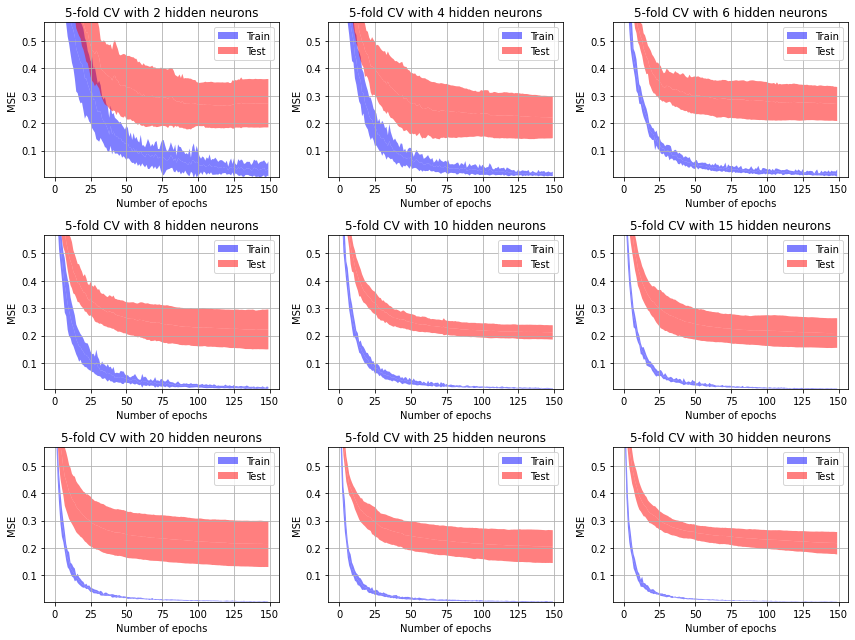 5-fold CV with 2 hidden neurons
MSE
0.5
0.4
0.3
0.2
0.1
Train
Test
0 25 50 75 100 125 150
Number of epochs
5-fold CV with 4 hidden neurons
MSE
0.5
0.4
0.3
0.2
0.1
Train
Test
0 25 50 75 100 125 150
Number of epochs
5-fold CV with 6 hidden neurons
MSE
0.5
0.4
0.3
0.2
0.1
Train
Test
0 25 50 75 100 125 150
Number of epochs
5-fold CV with 8 hidden neurons
MSE
0.5
0.4
0.3
0.2
0.1
Train
Test
0 25 50 75 100 125 150
Number of epochs
5-fold CV with 10 hidden neurons
MSE
0.5
0.4
0.3
0.2
0.1
Train
Test
0 25 50 75 100 125 150
Number of epochs
5-fold CV with 15 hidden neurons
MSE
0.5
0.4
0.3
0.2
0.1
Train
Test
0 25 50 75 100 125 150
Number of epochs
5-fold CV with 20 hidden neurons
MSE
0.5
0.4
0.3
0.2
0.1
Train
Test
0 25 50 75 100 125 150
Number of epochs
5-fold CV with 25 hidden neurons
MSE
0.5
0.4
0.3
0.2
0.1
Train
Test
0 25 50 75 100 125 150
Number of epochs
5-fold CV with 30 hidden neurons
MSE
0.5
0.4
0.3
0.2
0.1
Train
Test
0 25 50 75 100 125 150
Number of epochs